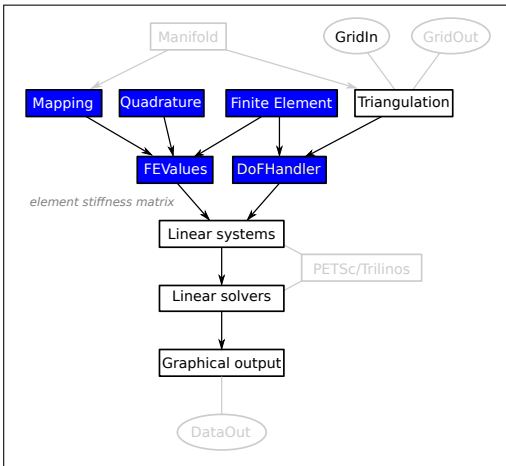 Manifold
GridIn
GridOut
Mapping
Quadrature
Finite Element
Triangulation
FEValues
DoFHandler
element stiffness matrix
Linear systems
PETSc/Trilinos
Linear solvers
Graphical output
DataOut